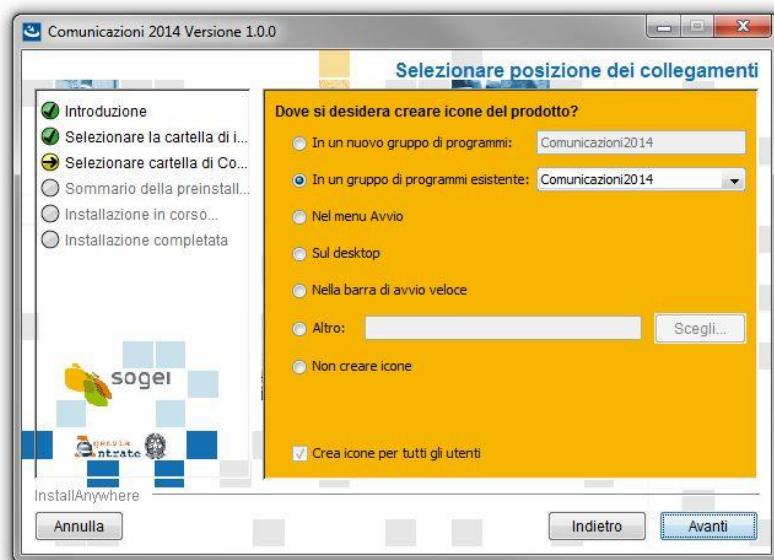 Comunicazioni 2014 Versione 1.0.0
Selezionare posizione dei collegamenti
Introduzione
Selezionare la cartella di i...
Selezionare cartella di Co...
Sommario della preinstall...
Installazione in corso...
Installazione completata
sogei
Agenzia
Entrate
Dove si desidera creare icone del prodotto?
In un nuovo gruppo di programmi: Comunicazioni2014
In un gruppo di programmi esistente: Comunicazioni2014
Nel menu Avvio
Sul desktop
Nella barra di avvio veloce
Altro: Scegli...
Non creare icone
Crea icone per tutti gli utenti
InstallAnywhere
Annulla Indietro Avanti